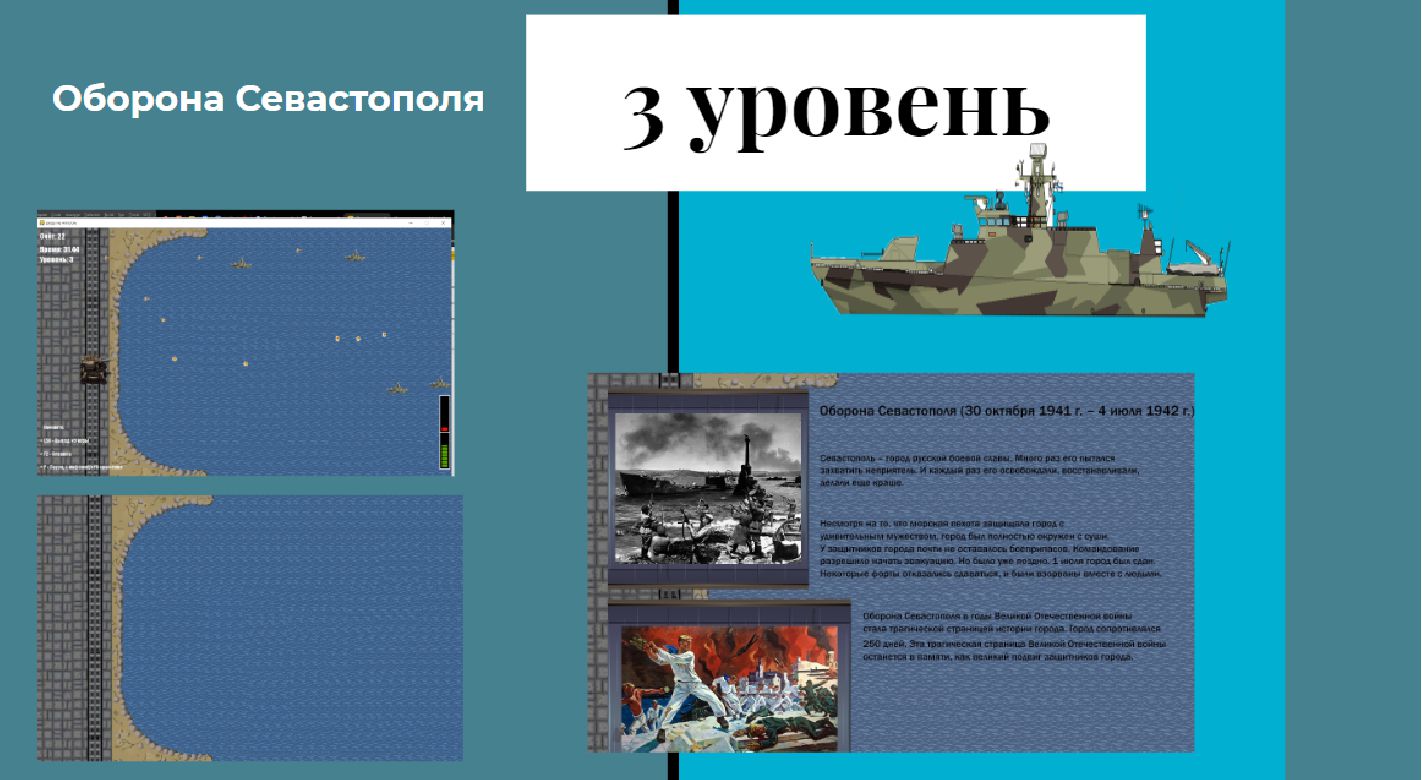 Оборона Севастополя
3 уровень
Счёт: 22
Время: 31.44
Уровень: 3
Оборона Севастополя (30 октября 1941 г. – 4 июля 1942 г.)
Севастополь – город русской боевой славы. Много раз его пытался
захватить неприятель. И каждый раз его освобождали, восстанавливали,
делали еще краше.
Несмотря на то, что морская пехота защищала город с
удивительным мужеством, город был полностью окружен с суши.
У защитников города почти не оставалось боеприпасов. Командование
разрешило начать эвакуацию. Но было уже поздно. 1 июля город был сдан.
Некоторые форты отказались сдаваться, и были взорваны вместе с людьми.
Оборона Севастополя в годы Великой Отечественной войны
стала трагической страницей истории города. Город сопротивлялся
250 дней. Эта трагическая страница Великой Отечественной войны
останется в памяти, как великий подвиг защитников города.